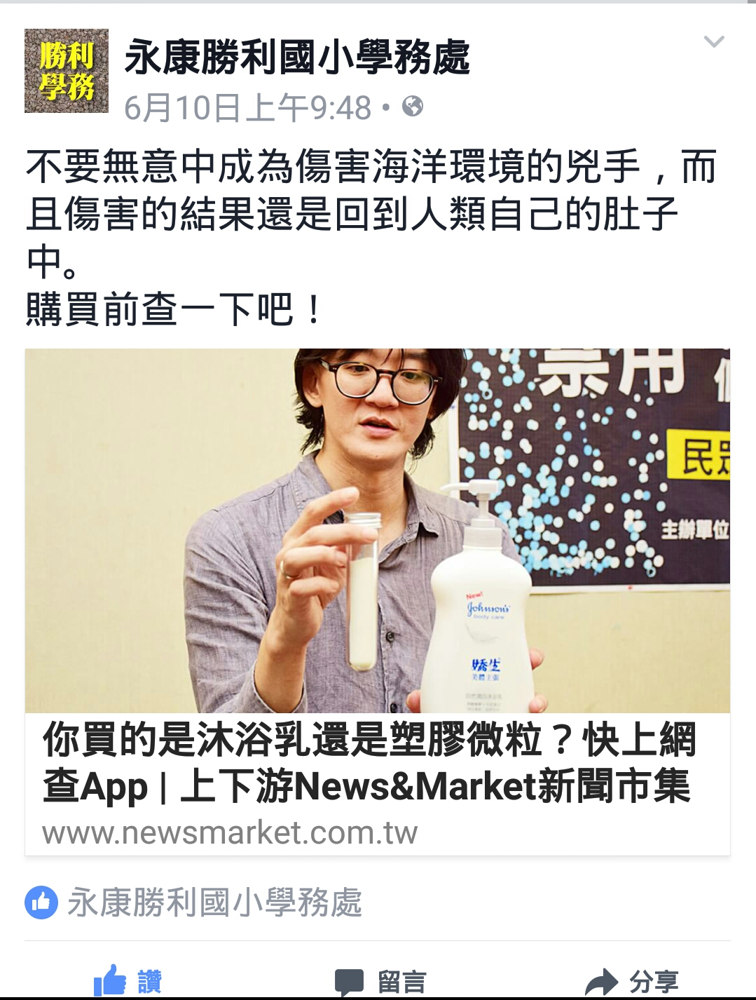 勝利
學務
永康勝利國小學務處
6月10日上午9:48 •
不要無意中成為傷害海洋環境的兇手，而
且傷害的結果還是回到人類自己的肚子
中。
購買前查一下吧！
禁用
民眾
主辦單位
New!
Johnson's
body care
嬌生
美體主張
你買的是沐浴乳還是塑膠微粒？快上網
查App | 上下游News&Market新聞市集
www.newsmarket.com.tw
永康勝利國小學務處
讚
留言
分享